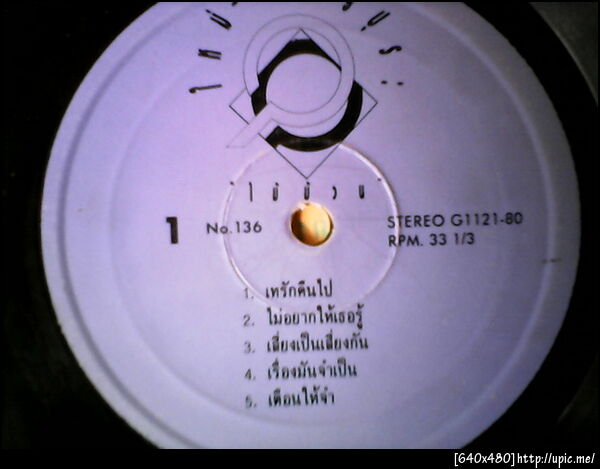 ไม้ม้วน
1
No.136
STEREO G1121-80
RPM. 33 1/3
1. เทรักคืนไป
2. ไม่อยากให้เธอรู้
3. เสี่ยงเป็นเสี่ยงกัน
4. เรื่องมันจำเป็น
5. เตือนให้จำ
[640x480]http://upic.me/